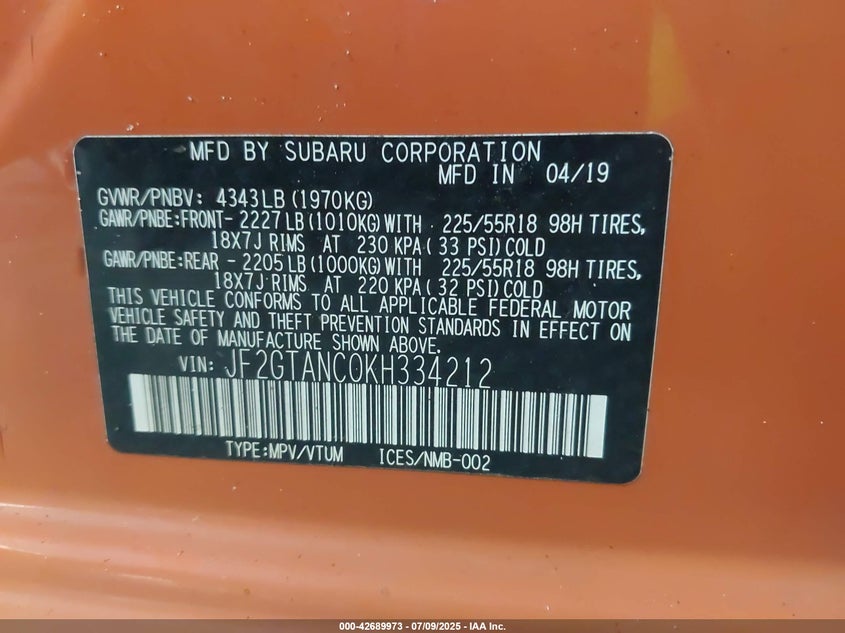 MFD BY SUBARU CORPORATION
MFD IN 04/19
GVWR/PNBV: 4343LB (1970KG)
GAWR/PNBE:FRONT- 2227LB (1010KG) WITH 225/55R18 98H TIRES,
18X7J RIMS AT 230 KPA( 33 PSI) COLD
GAWR/PNBE:REAR - 2205LB (1000KG) WITH 225/55R18 98H TIRES,
18X7J RIMS AT 220 KPA( 32 PSI) COLD
THIS VEHICLE CONFORMS TO ALL APPLICABLE FEDERAL MOTOR
VEHICLE SAFETY AND THEFT PREVENTION STANDARDS IN EFFECT ON
THE DATE OF MANUFACTURE SHOWN ABOVE.
VIN: JF2GTANC0KH334212
TYPE:MPV/VTUM ICES/NMB-002
000-42689973 - 07/09/2025 - IAA Inc.